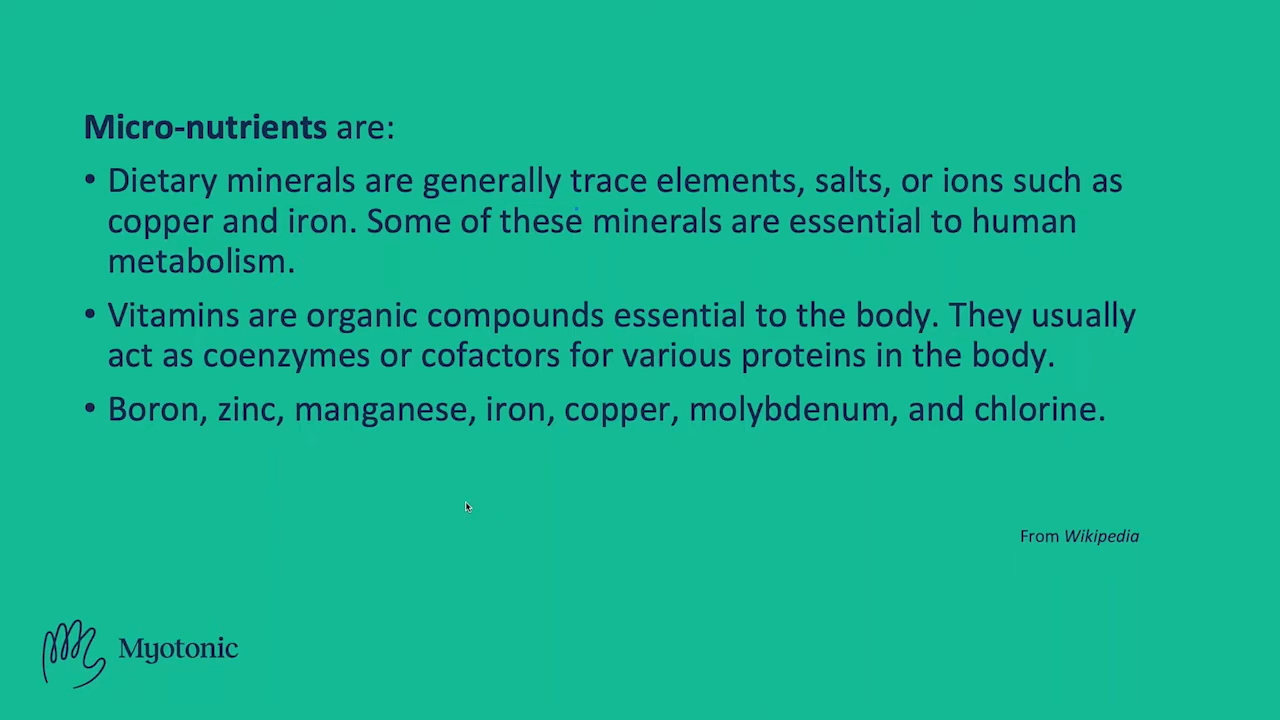 Micro-nutrients are:
• Dietary minerals are generally trace elements, salts, or ions such as
copper and iron. Some of these minerals are essential to human
metabolism.
• Vitamins are organic compounds essential to the body. They usually
act as coenzymes or cofactors for various proteins in the body.
• Boron, zinc, manganese, iron, copper, molybdenum, and chlorine.
From Wikipedia
Myotonic